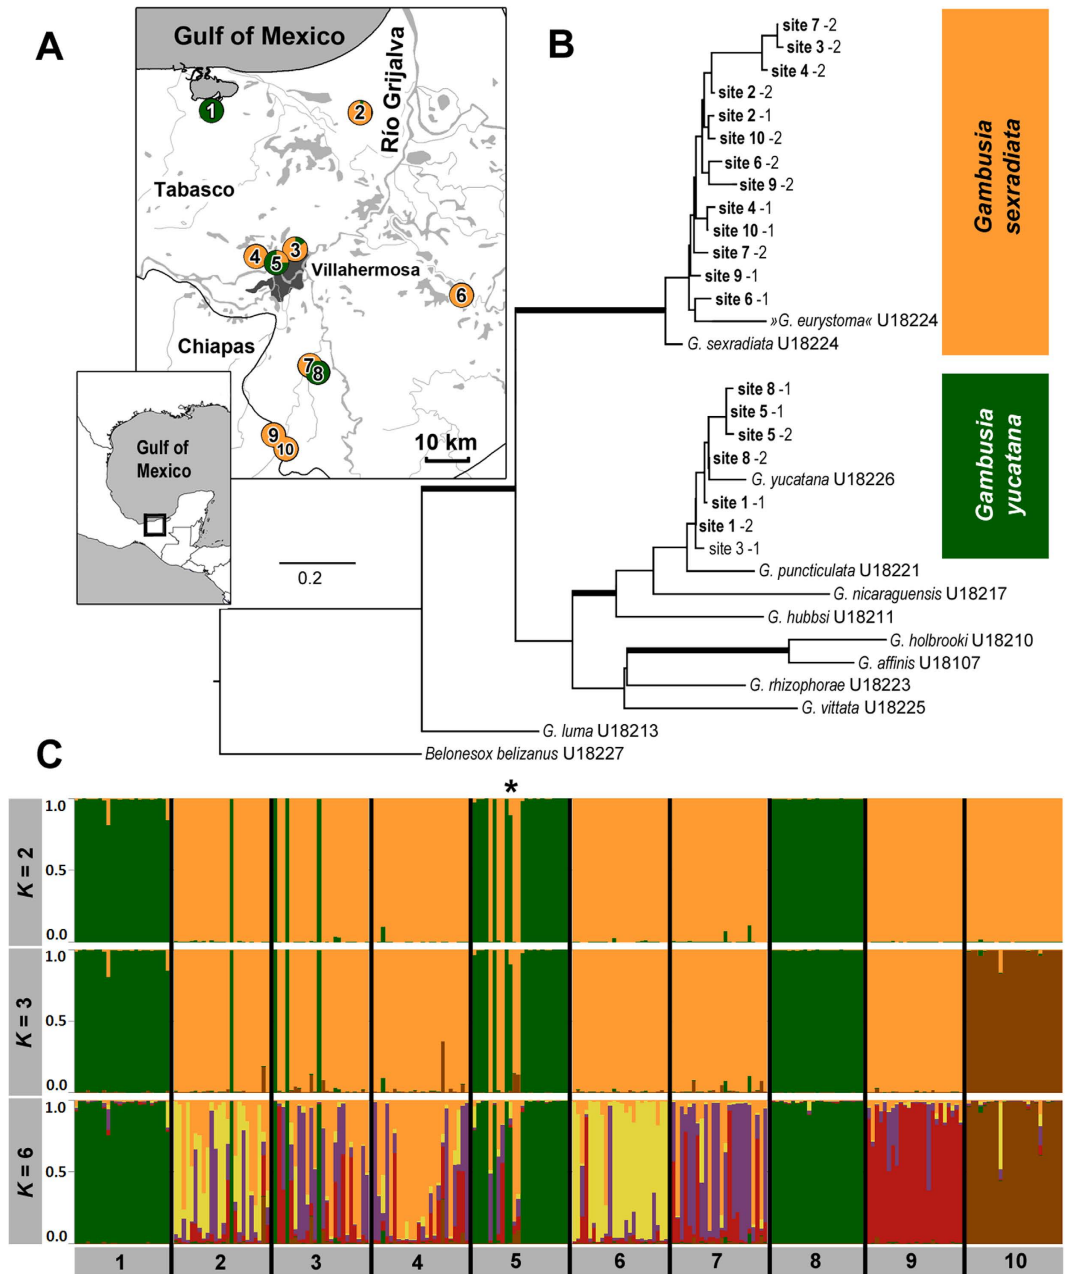 A
Gulf of Mexico
Río Grijalva
1
2
Tabasco
4
3
5
Villahermosa
6
Chiapas
7
8
9
10
10 km
Gulf of
Mexico
B
site 7 -2
site 3 -2
site 4 -2
site 2 -2
site 2 -1
site 10 -2
site 6 -2
site 9 -2
site 4 -1
site 10 -1
site 7 -2
site 9 -1
site 6 -1
»G. eurystoma« U18224
G. sexradiata U18224
Gambusia
sexradiata
site 8 -1
site 5 -1
site 5 -2
site 8 -2
G. yucatana U18226
site 1 -1
site 1 -2
site 3 -1
Gambusia
yucatana
G. puncticulata U18221
G. nicaraguensis U18217
G. hubbsi U18211
G. holbrooki U18210
G. affinis U18107
G. rhizophorae U18223
G. vittata U18225
G. luma U18213
Belonesox belizanus U18227
0.2
C
*
K = 2
1.0
0.5
0.0
K = 3
1.0
0.5
0.0
K = 6
1.0
0.5
0.0
1 2 3 4 5 6 7 8 9 10